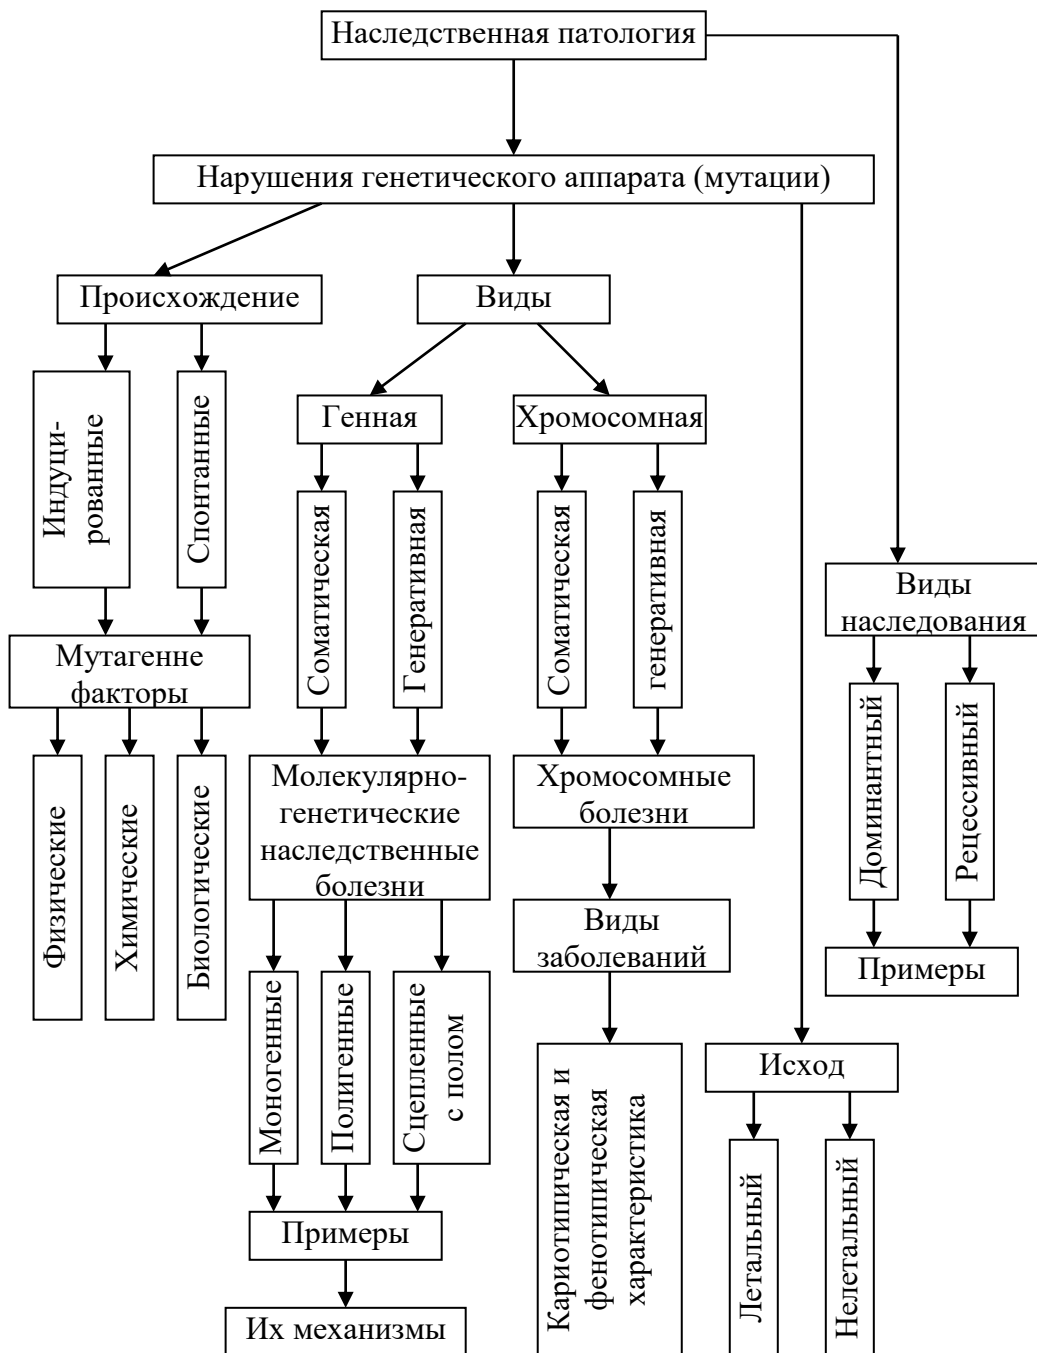 Наследственная патология
Нарушения генетического аппарата (мутации)
Происхождение
Виды
Индуци-
рованные
Спонтанные
Генная
Хромосомная
Соматическая
Генеративная
Соматическая
генеративная
Виды
наследования
Мутагенне
факторы
Доминантный
Рецессивный
Физические
Химические
Биологические
Молекулярно-
генетические
наследственные
болезни
Хромосомные
болезни
Виды
заболеваний
Примеры
Моногенные
Полигенные
Сцепленные
с полом
Кариотипическая и
фенотипическая
характеристика
Исход
Летальный
Нелетальный
Примеры
Их механизмы